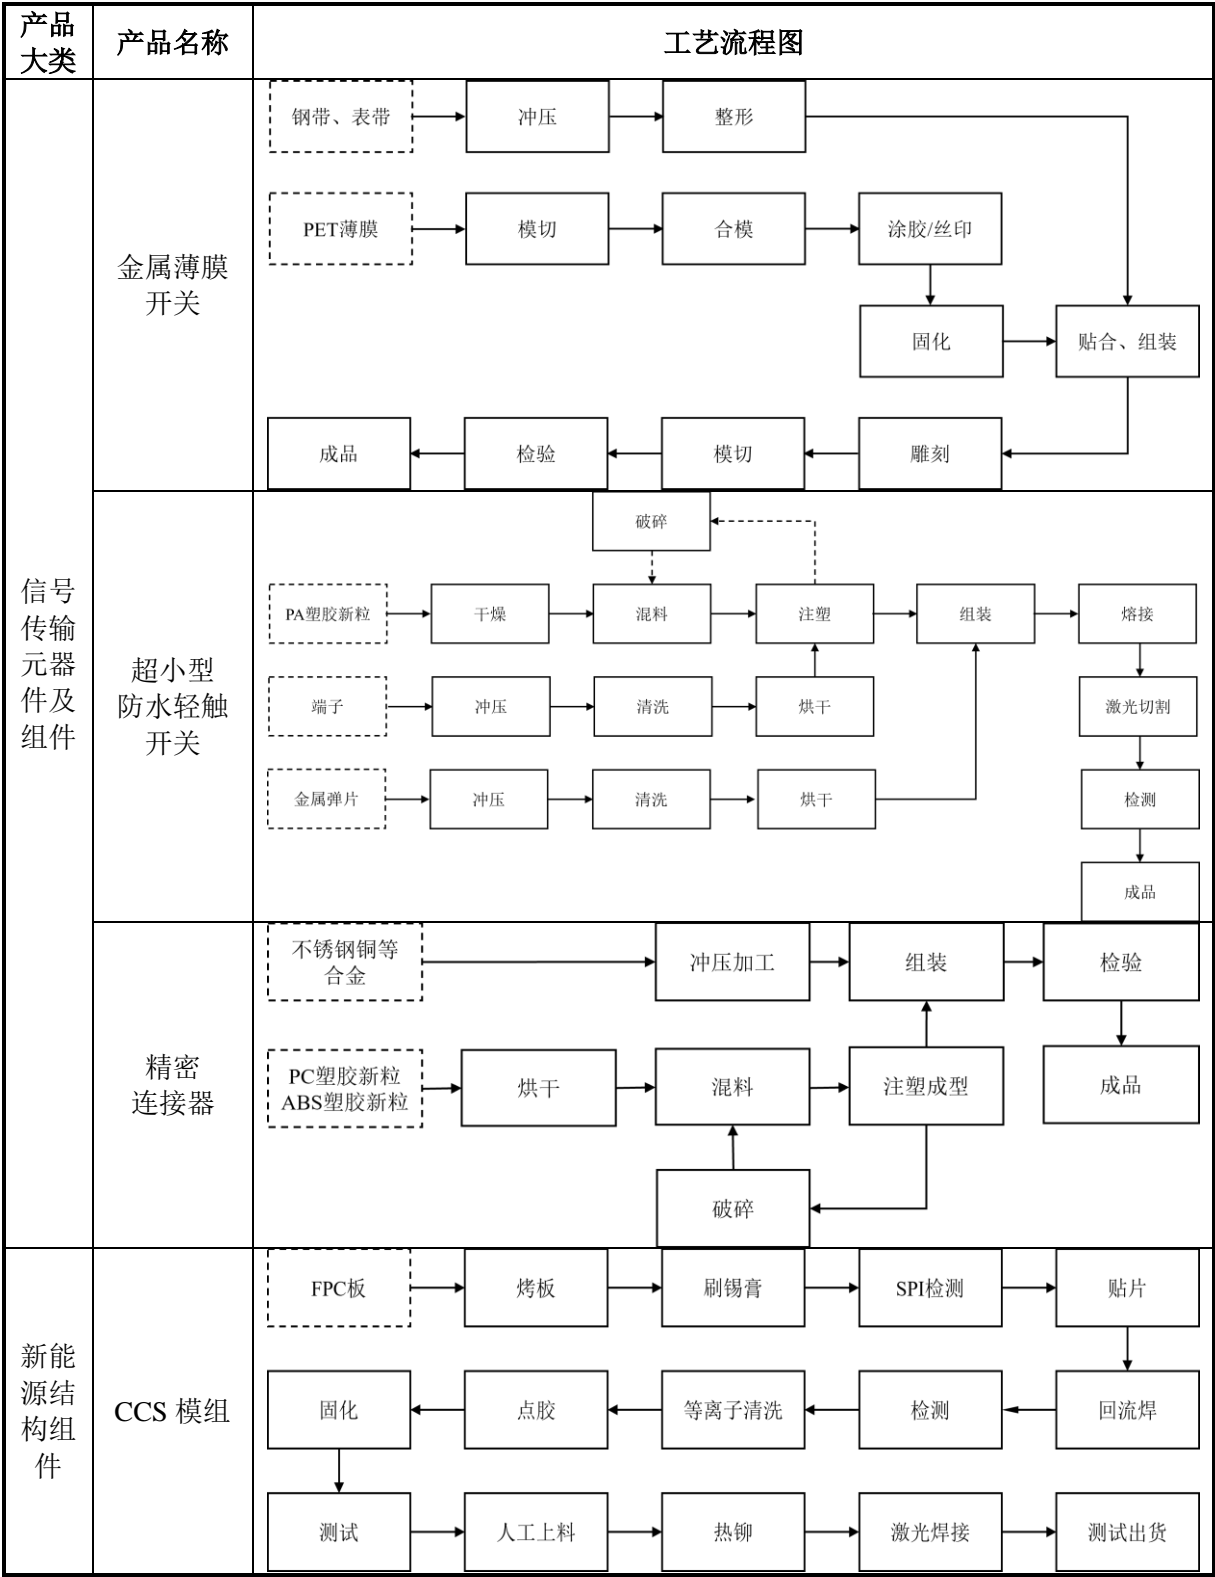 产品
大类
产品名称
工艺流程图
信号
传输
元器
件及
组件
金属薄膜
开关
钢带、表带
冲压
整形
PET薄膜
模切
合模
涂胶/丝印
固化
贴合、组装
成品
检验
模切
雕刻
超小型
防水轻触
开关
破碎
PA塑胶新粒
干燥
混料
注塑
组装
熔接
端子
冲压
清洗
烘干
激光切割
金属弹片
冲压
清洗
烘干
检测
成品
精密
连接器
不锈钢铜等
合金
冲压加工
组装
检验
PC塑胶新粒
ABS塑胶新粒
烘干
混料
注塑成型
成品
破碎
新能
源结
构组
件
CCS 模组
FPC板
烤板
刷锡膏
SPI检测
贴片
固化
点胶
等离子清洗
检测
回流焊
测试
人工上料
热铆
激光焊接
测试出货